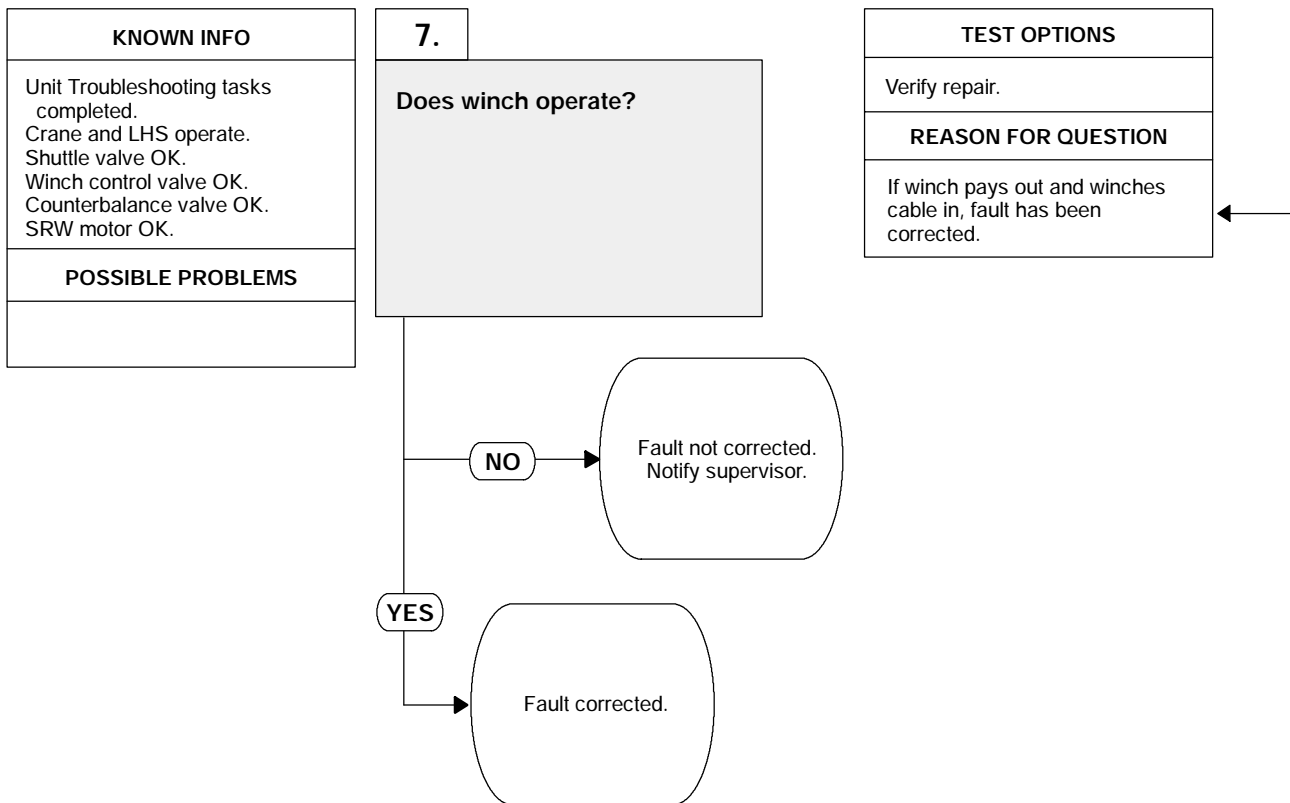 KNOWN INFO
Unit Troubleshooting tasks
completed.
Crane and LHS operate.
Shuttle valve OK.
Winch control valve OK.
Counterbalance valve OK.
SRW motor OK.
POSSIBLE PROBLEMS
7.
Does winch operate?
TEST OPTIONS
Verify repair.
REASON FOR QUESTION
If winch pays out and winches
cable in, fault has been
corrected.
NO
Fault not corrected.
Notify supervisor.
YES
Fault corrected.